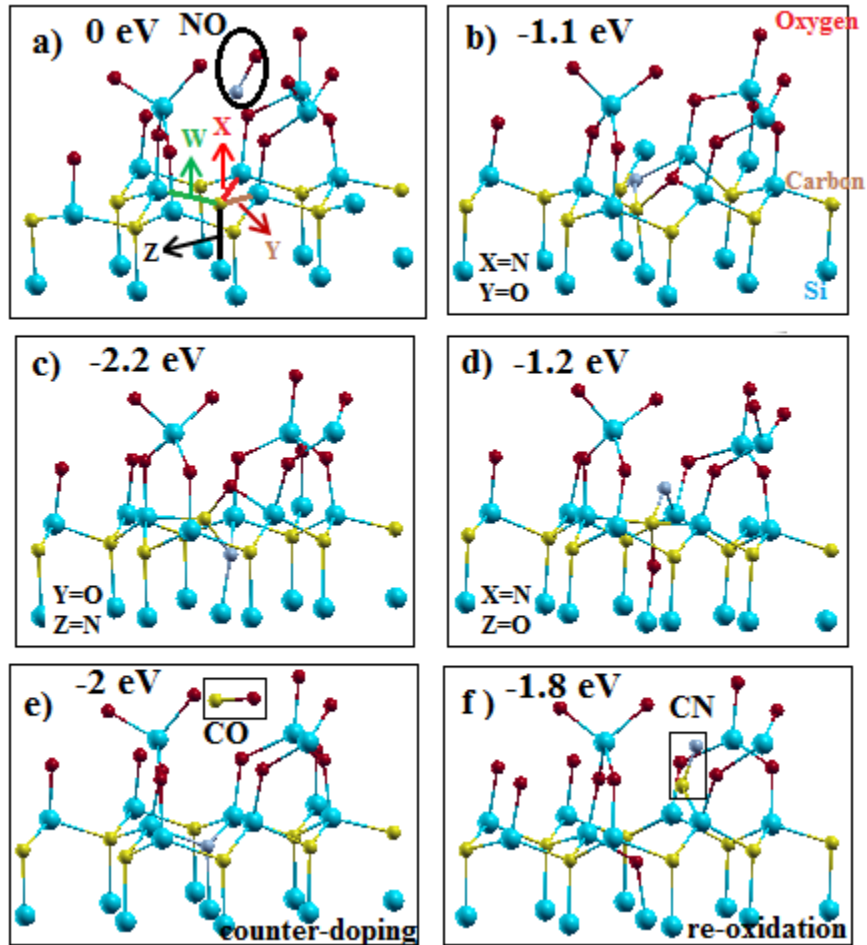 a) 0 eV NO
W X
Z Y
b) -1.1 eV Oxygen
Carbon
X=N
Y=O
Si
c) -2.2 eV
Y=O
Z=N
d) -1.2 eV
X=N
Z=O
e) -2 eV
CO
counter-doping
f) -1.8 eV
CN
re-oxidation